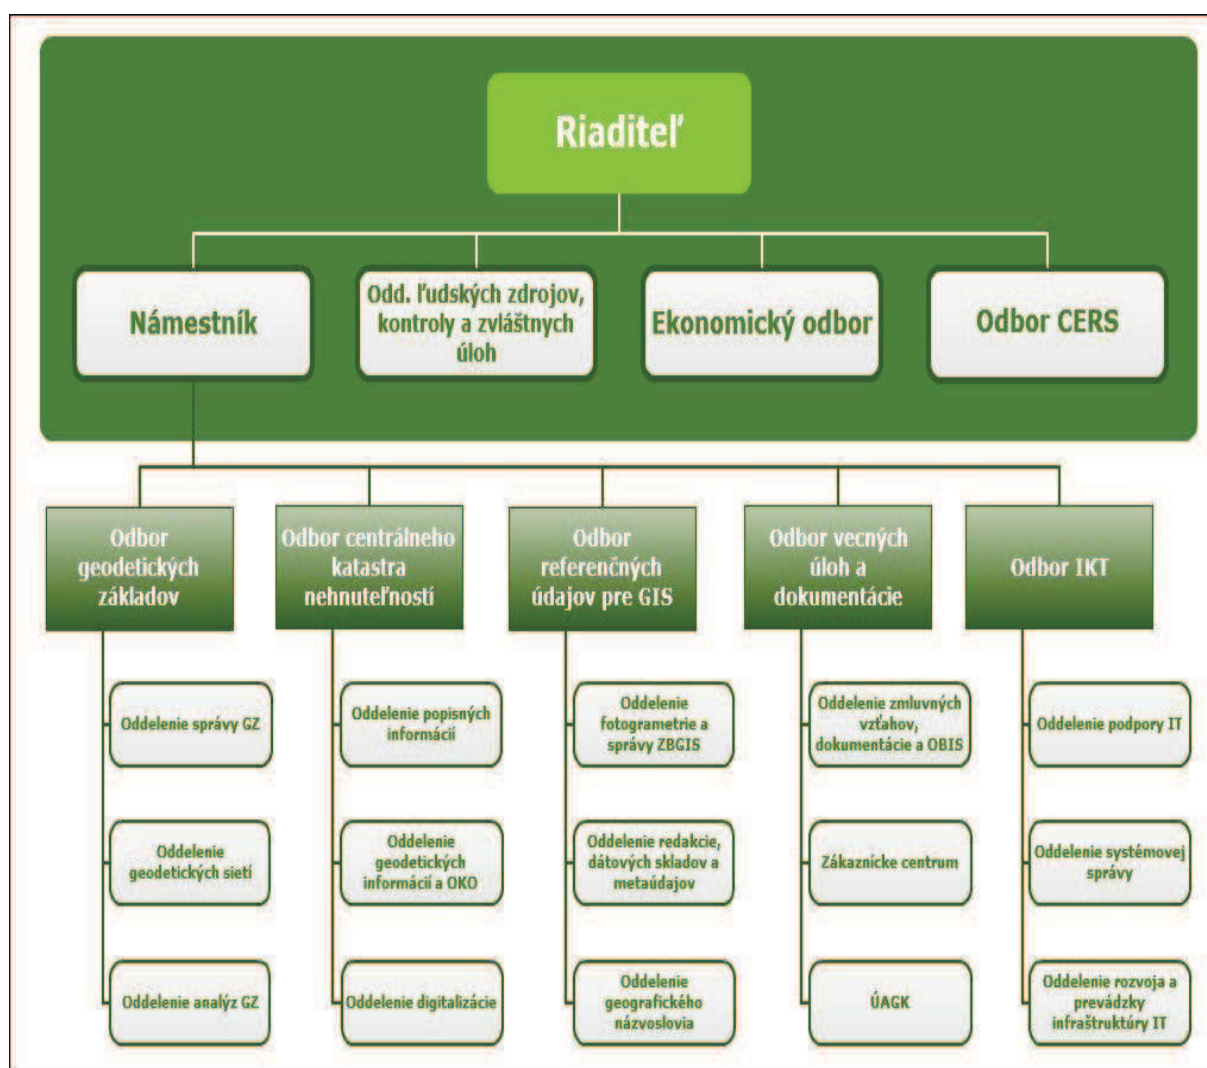 Riaditeľ
Námestník
Odd. ľudských zdrojov,
kontroly a zvláštnych
úloh
Ekonomický odbor
Odbor CERS
Odbor
geodetických
základov
Odbor centrálneho
katastra
nehnuteľností
Odbor
referenčných
údajov pre GIS
Odbor vecných
úloh a
dokumentácie
Odbor IKT
Oddelenie správy GZ
Oddelenie popisných
informácií
Oddelenie
fotogrametrie a
správy ZBGIS
Oddelenie zmluvných
vzťahov,
dokumentácie a OBIS
Oddelenie podpory IT
Oddelenie
geodetických sietí
Oddelenie
geodetických
informácií a OKO
Oddelenie redakcie,
dátových skladov a
metaúdajov
Zákaznícke centrum
Oddelenie systémovej
správy
Oddelenie analýz GZ
Oddelenie digitalizácie
Oddelenie
geografického
názvoslovia
ÚAGK
Oddelenie rozvoja a
prevádzky
infraštruktúry IT